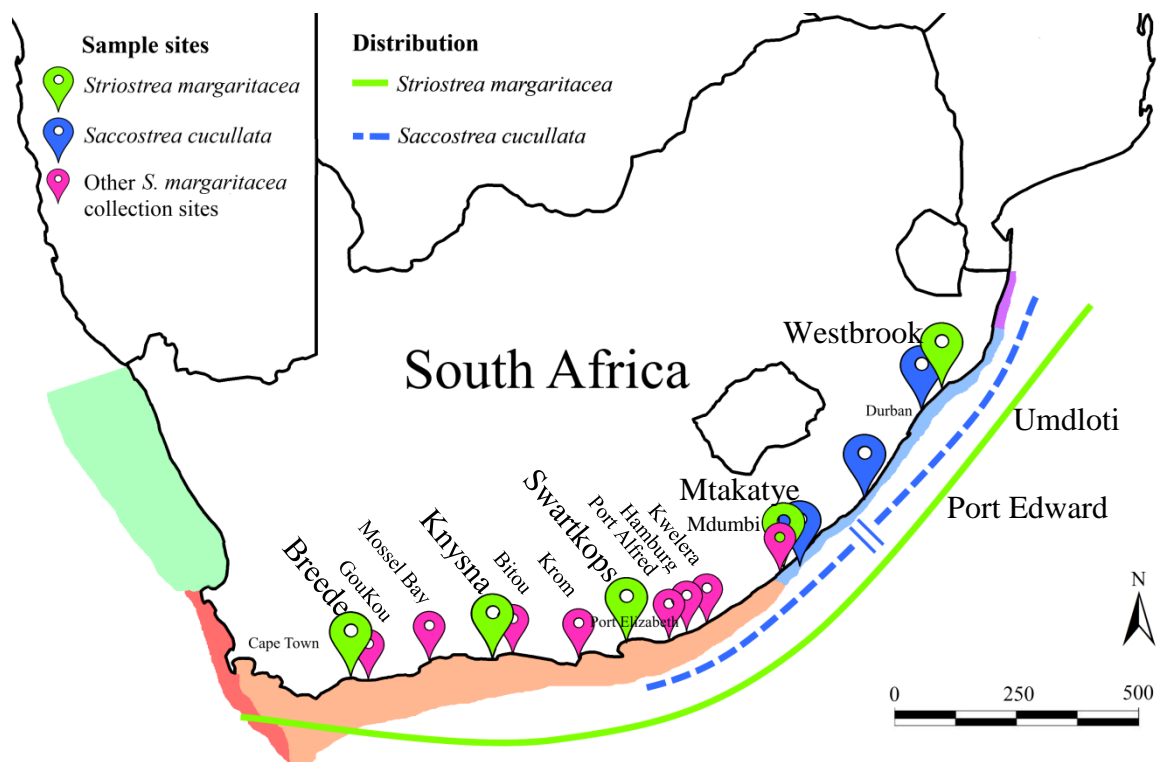 Sample sites
Striostrea margaritacea
Saccostrea cucullata
Other S. margaritacea
collection sites
Distribution
Striostrea margaritacea
Saccostrea cucullata
South Africa
Westbrook
Durban
Umdloti
Port Edward
Mtakatye
Mdumbi
Kwelera
Hamburg
Port Alfred
Swartkops
Port Elizabeth
Krom
Bitou
Knysna
Mossel Bay
GouKou
Breede
Cape Town
N
0 250 500